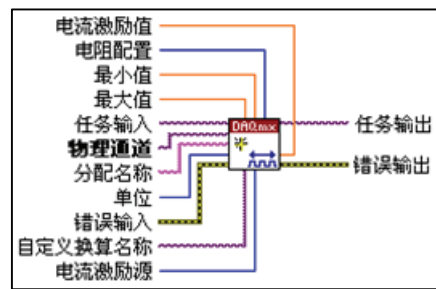 电流激励值
电阻配置
最小值
最大值
任务输入
DAQmx
任务输出
物理通道
分配名称
错误输出
单位
错误输入
自定义换算名称
电流激励源